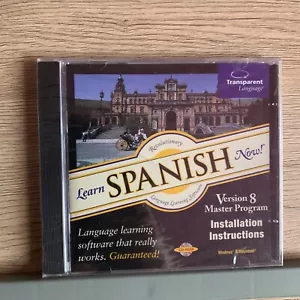 Transparent
Language
Revolutionary
Learn SPANISH Now!
Language Learning Software
Version 8
Master Program
Language learning
software that really
works. Guaranteed!
Installation
Instructions